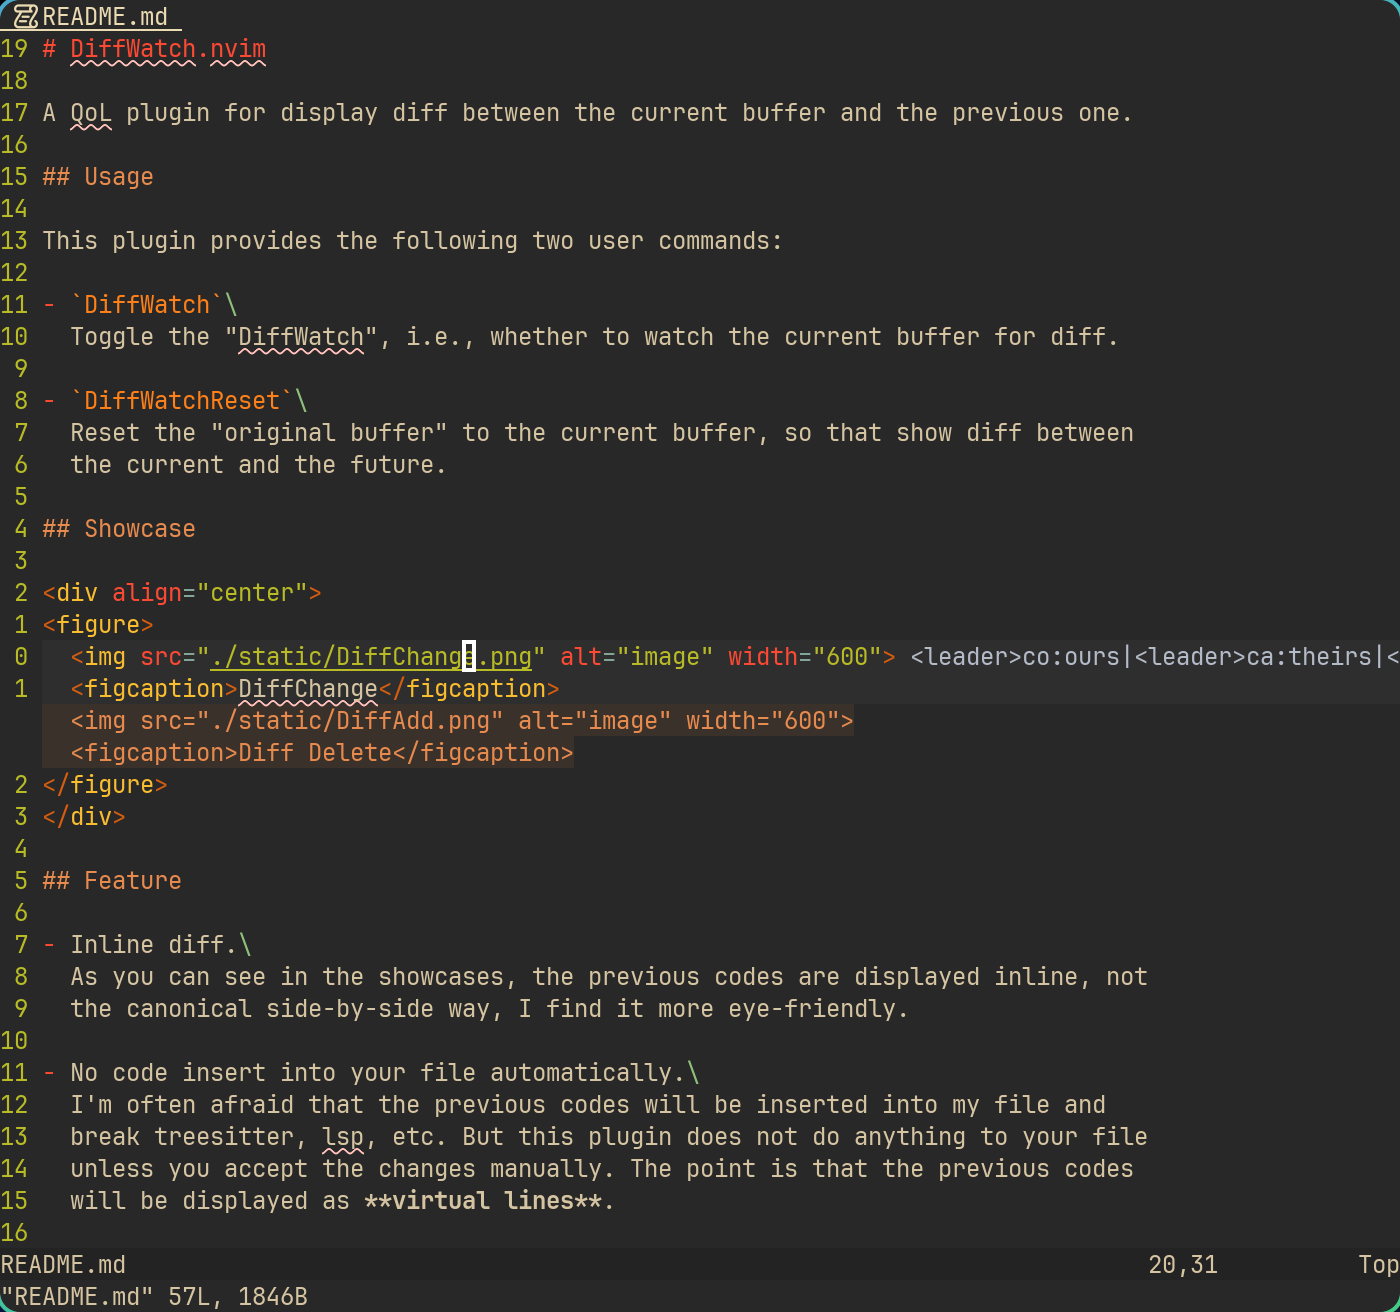 README.md
19 # DiffWatch.nvim
18
17 A QoL plugin for display diff between the current buffer and the previous one.
16
15 ## Usage
14
13 This plugin provides the following two user commands:
12
11 - `DiffWatch`\
10   Toggle the "DiffWatch", i.e., whether to watch the current buffer for diff.
9
8 - `DiffWatchReset`\
7   Reset the "original buffer" to the current buffer, so that show diff between
6   the current and the future.
5
4 ## Showcase
3
2 <div align="center">
1 <figure>
0   <img src="./static/DiffChange.png" alt="image" width="600"> <leader>co:ours|<leader>ca:theirs|<
1   <figcaption>DiffChange</figcaption>
  <img src="./static/DiffAdd.png" alt="image" width="600">
  <figcaption>Diff Delete</figcaption>
2 </figure>
3 </div>
4
5 ## Feature
6
7 - Inline diff.\
8   As you can see in the showcases, the previous codes are displayed inline, not
9   the canonical side-by-side way, I find it more eye-friendly.
10
11 - No code insert into your file automatically.\
12   I'm often afraid that the previous codes will be inserted into my file and
13   break treesitter, lsp, etc. But this plugin does not do anything to your file
14   unless you accept the changes manually. The point is that the previous codes
15   will be displayed as **virtual lines**.
16
README.md 20,31 Top
"README.md" 57L, 1846B